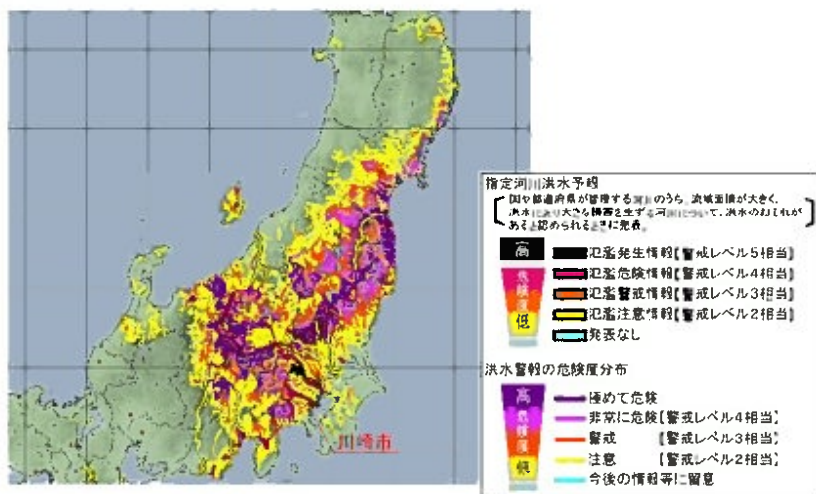 川崎市
指定河川洪水予報
国や都道府県が管理する河川のうち、流域面積が大きく、
洪水により大きな損害を生ずる河川について、洪水のおそれが
あると認められるときに発表。
高
危険度
低
氾濫発生情報【警戒レベル5相当】
氾濫危険情報【警戒レベル4相当】
氾濫警戒情報【警戒レベル3相当】
氾濫注意情報【警戒レベル2相当】
発表なし
洪水警報の危険度分布
高
危険度
低
極めて危険
非常に危険【警戒レベル4相当】
警戒 【警戒レベル3相当】
注意 【警戒レベル2相当】
今後の情報等に留意